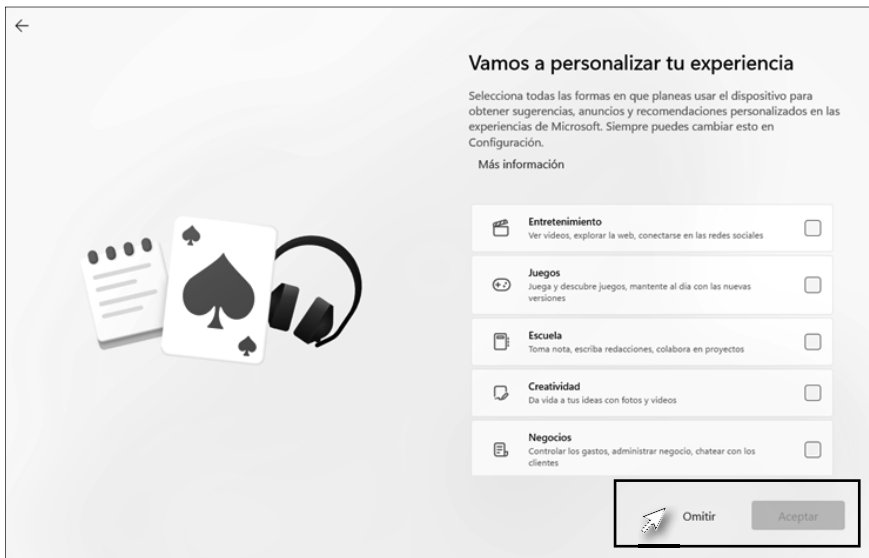 Vamos a personalizar tu experiencia
Selecciona todas las formas en que planeas usar el dispositivo para
obtener sugerencias, anuncios y recomendaciones personalizados en las
experiencias de Microsoft. Siempre puedes cambiar esto en
Configuración.
Más información
Entretenimiento
Ver vídeos, explorar la web, conectarse en las redes sociales
Juegos
Juega y descubre juegos, mantente al día con las nuevas
versiones
Escuela
Toma nota, escriba redacciones, colabora en proyectos
Creatividad
Da vida a tus ideas con fotos y vídeos
Negocios
Controlar los gastos, administrar negocio, chatear con los
clientes
Omitir
Aceptar